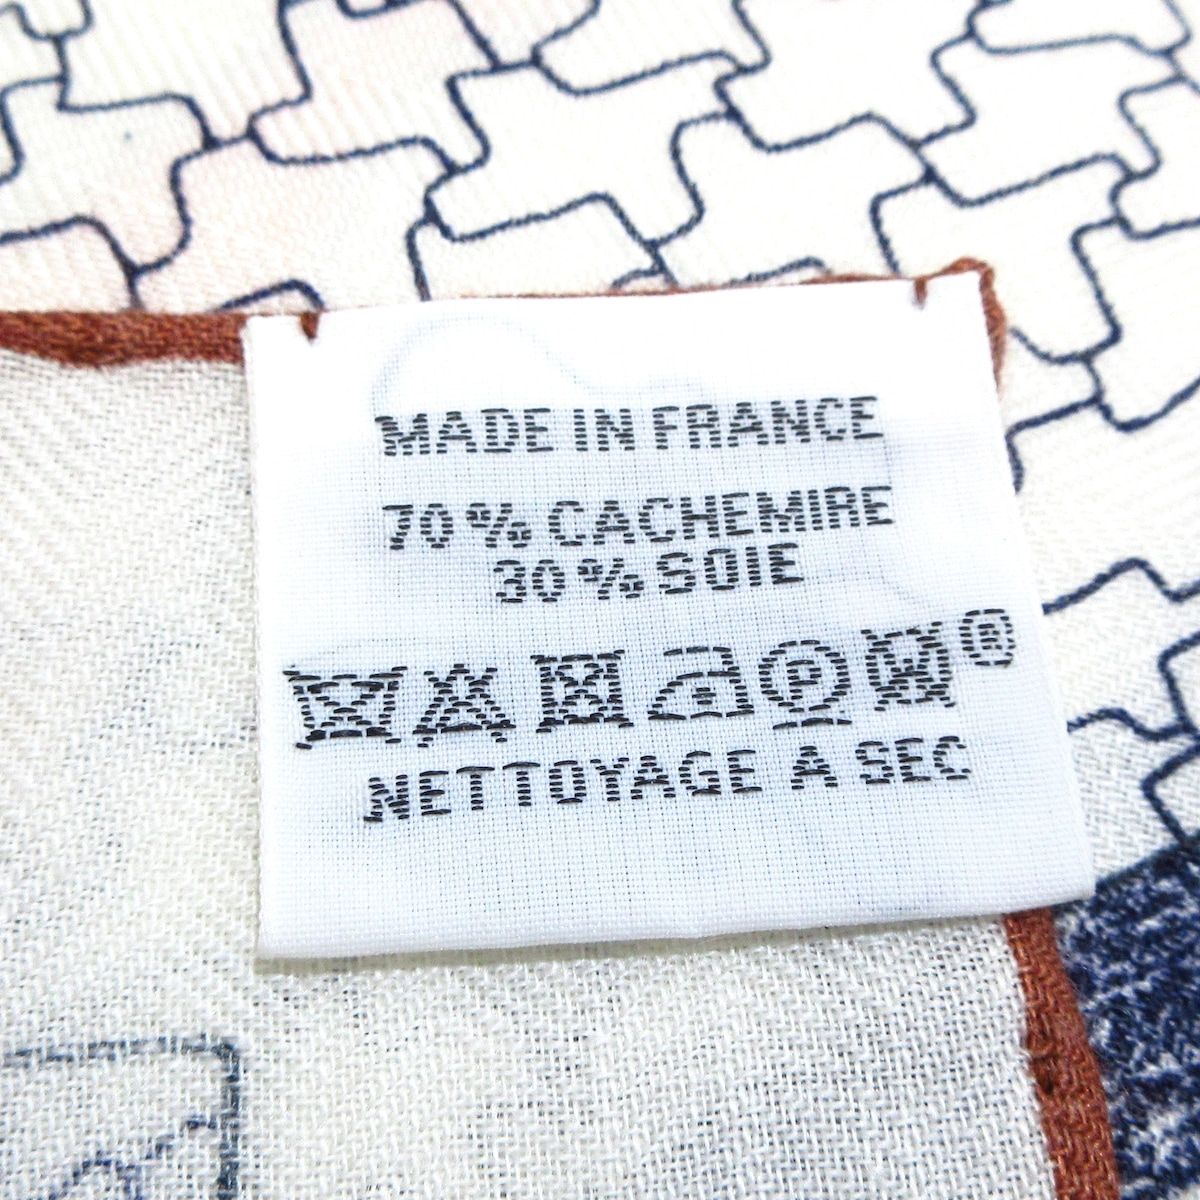 MADE IN FRANCE
70% CACHEMIRE
30% SOIE
P W ®
NETTOYAGE A SEC